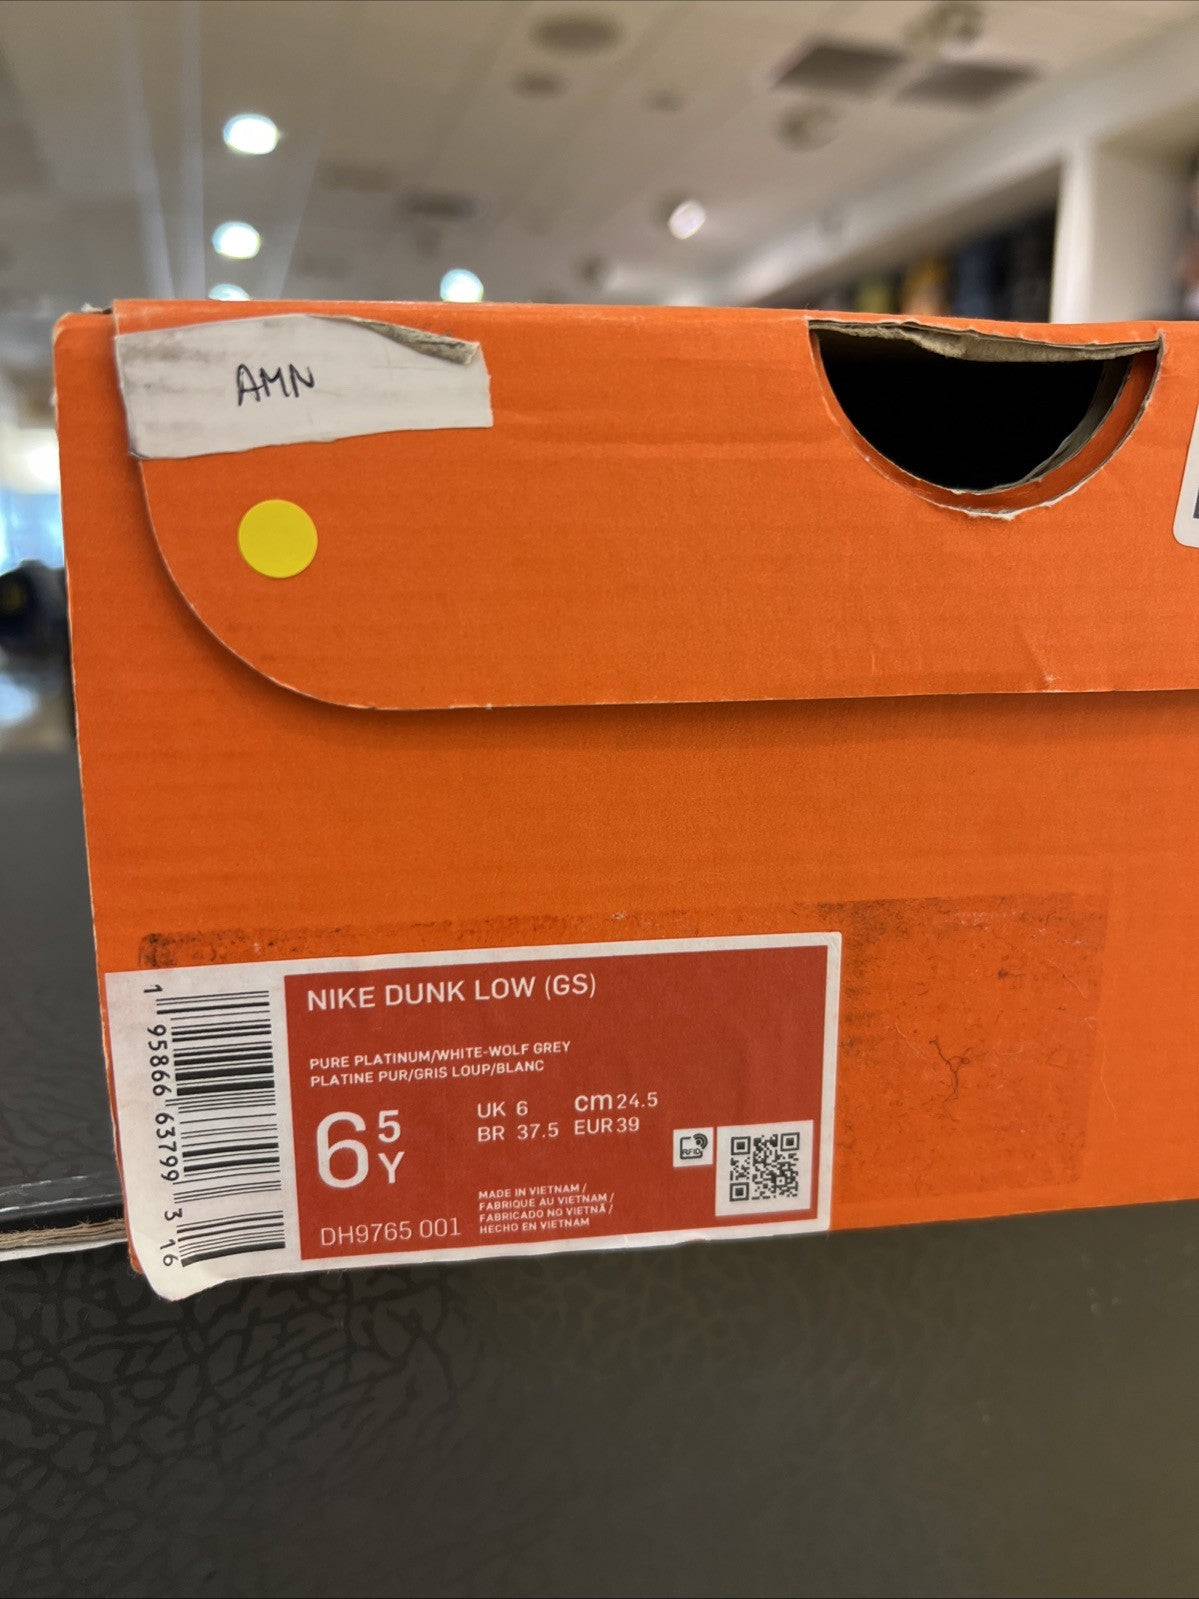 AMN
NIKE DUNK LOW (GS)
PURE PLATINUM/WHITE-WOLF GREY
PLATINE PUR/GRIS LOUP/BLANC
6 5 Y
UK 6 cm 24.5
BR 37.5 EUR 39
RFID
MADE IN VIETNAM /
FABRIQUE AU VIETNAM /
FABRICADO NO VIETNÃ /
HECHO EN VIETNAM
DH9765 001
1 95866 63799 3 16